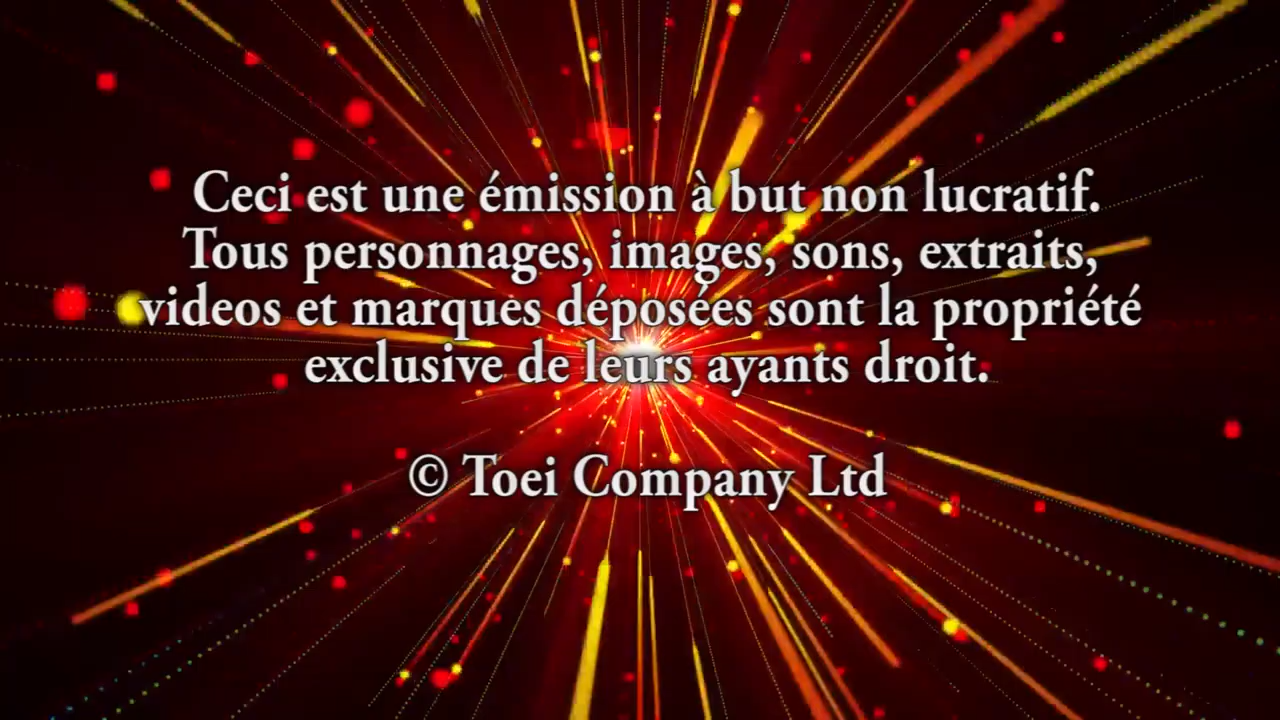 Ceci est une émission à but non lucratif.
Tous personnages, images, sons, extraits,
videos et marques déposées sont la propriété
exclusive de leurs ayants droit.
© Toei Company Ltd